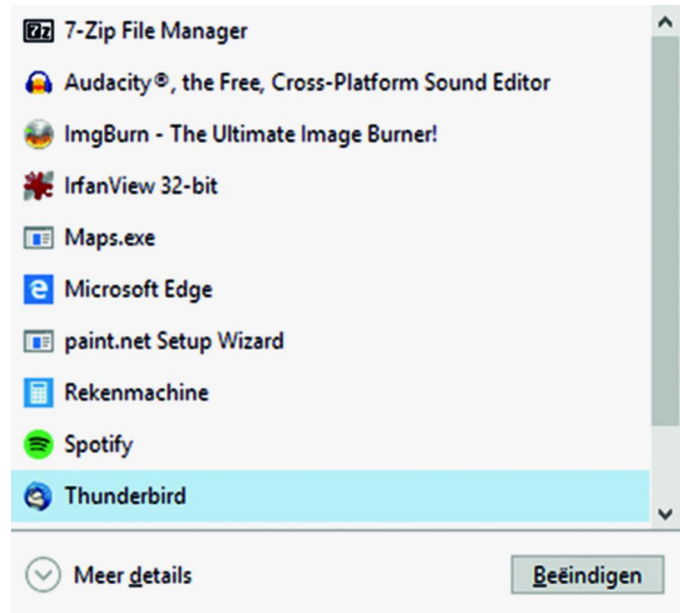 7-Zip File Manager
Audacity®, the Free, Cross-Platform Sound Editor
ImgBurn - The Ultimate Image Burner!
IrfanView 32-bit
Maps.exe
Microsoft Edge
paint.net Setup Wizard
Rekenmachine
Spotify
Thunderbird
Meer details
Beëindigen